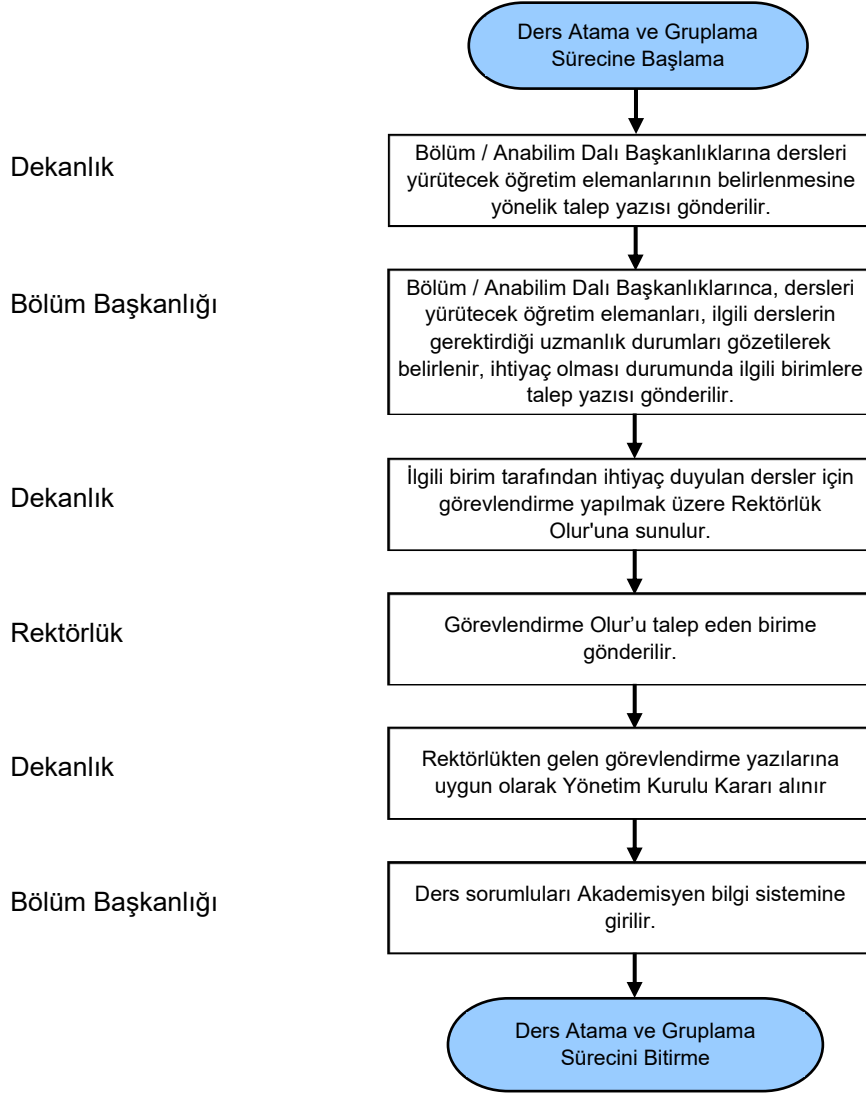 Ders Atama ve Gruplama
Sürecine Başlama
Dekanlık
Bölüm / Anabilim Dalı Başkanlıklarına dersleri
yürütecek öğretim elemanlarının belirlenmesine
yönelik talep yazısı gönderilir.
Bölüm Başkanlığı
Bölüm / Anabilim Dalı Başkanlıklarınca, dersleri
yürütecek öğretim elemanları, ilgili derslerin
gerektirdiği uzmanlık durumları gözetilerek
belirlenir, ihtiyaç olması durumunda ilgili birimlere
talep yazısı gönderilir.
Dekanlık
İlgili birim tarafından ihtiyaç duyulan dersler için
görevlendirme yapılmak üzere Rektörlük
Olur'una sunulur.
Rektörlük
Görevlendirme Olur’u talep eden birime
gönderilir.
Dekanlık
Rektörlükten gelen görevlendirme yazılarına
uygun olarak Yönetim Kurulu Kararı alınır
Bölüm Başkanlığı
Ders sorumluları Akademisyen bilgi sistemine
girilir.
Ders Atama ve Gruplama
Sürecini Bitirme